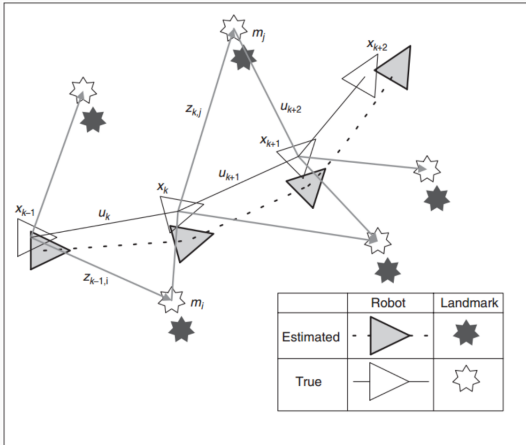 x_{k+2}
m_j
z_{k,j}
u_{k+2}
x_{k+1}
u_{k+1}
x_k
x_{k–1}
u_k
z_{k–1,i}
m_i
Robot Landmark
Estimated
True